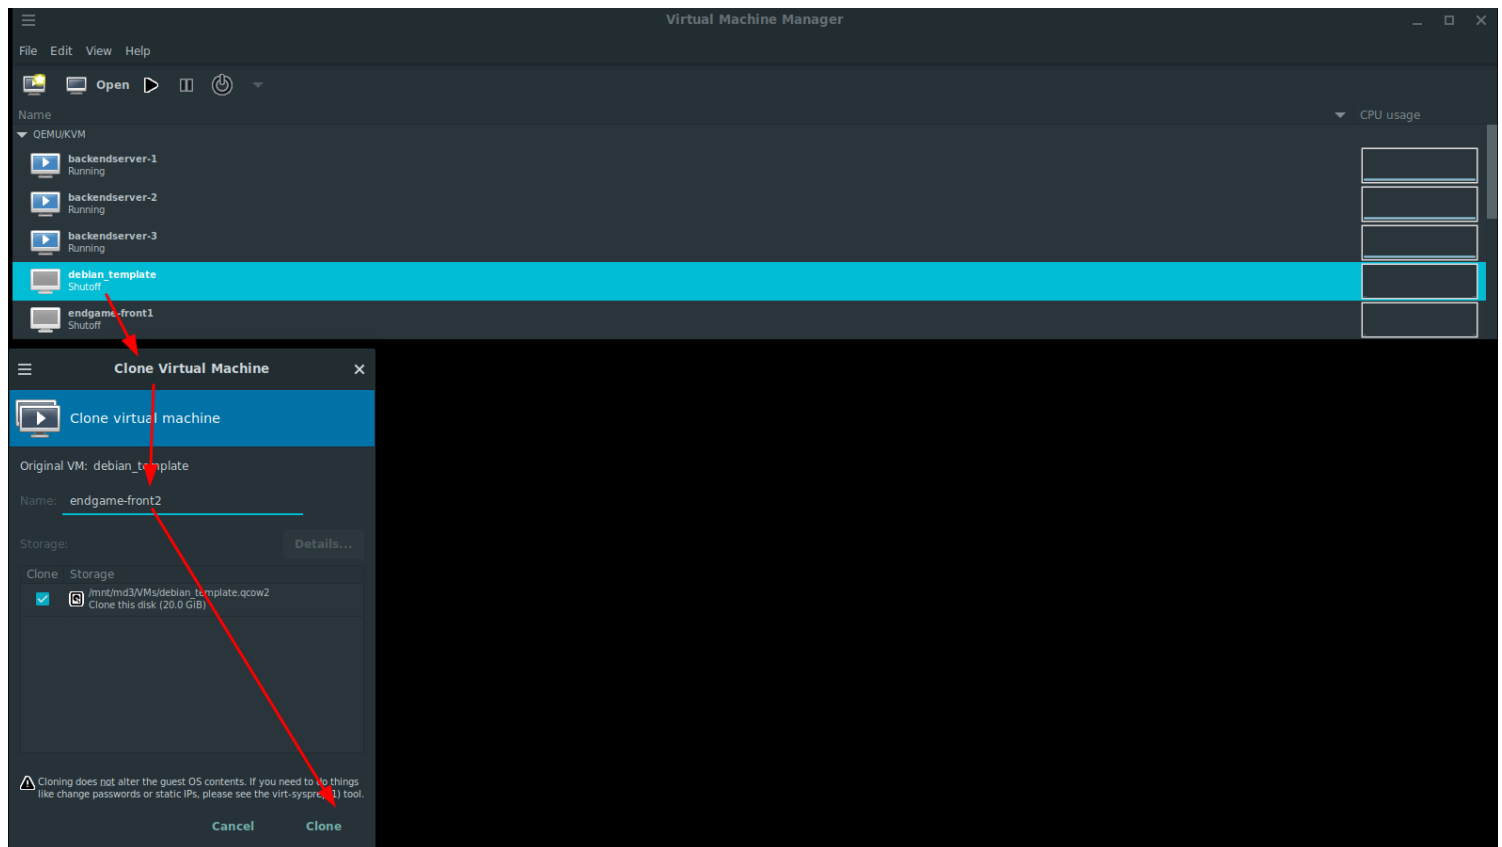 Virtual Machine Manager
File Edit View Help
Open
Name CPU usage
QEMU/KVM
backendserver-1
Running
backendserver-2
Running
backendserver-3
Running
debian_template
Shutoff
endgame-front1
Shutoff
Clone Virtual Machine
Clone virtual machine
Original VM: debian_template
Name: endgame-front2
Storage: Details...
Clone Storage
/mnt/md3/VMs/debian_template.qcow2
Clone this disk (20.0 GiB)
Cloning does not alter the guest OS contents. If you need to do things
like change passwords or static IPs, please see the virt-sysprep(1) tool.
Cancel Clone